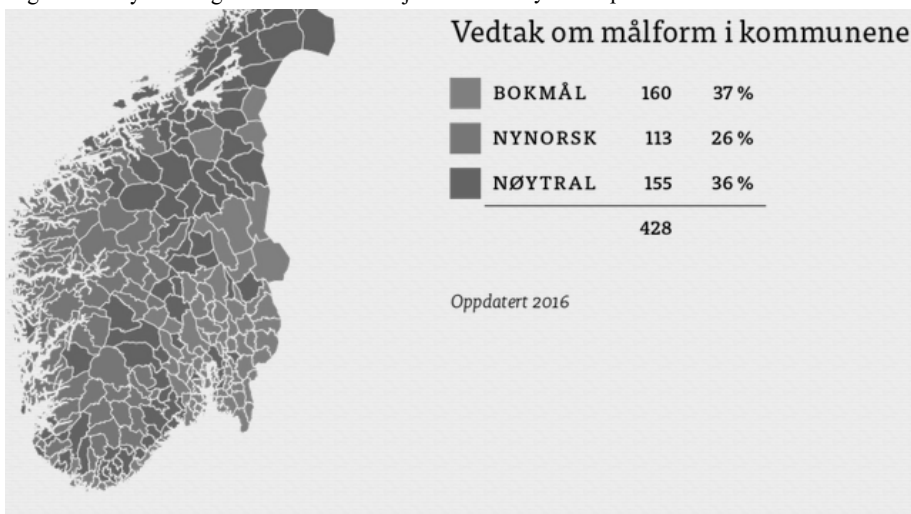 Vedtak om målform i kommunene
BOKMÅL 160 37 %
NYNORSK 113 26 %
NØYTRAL 155 36 %
428
Oppdatert 2016